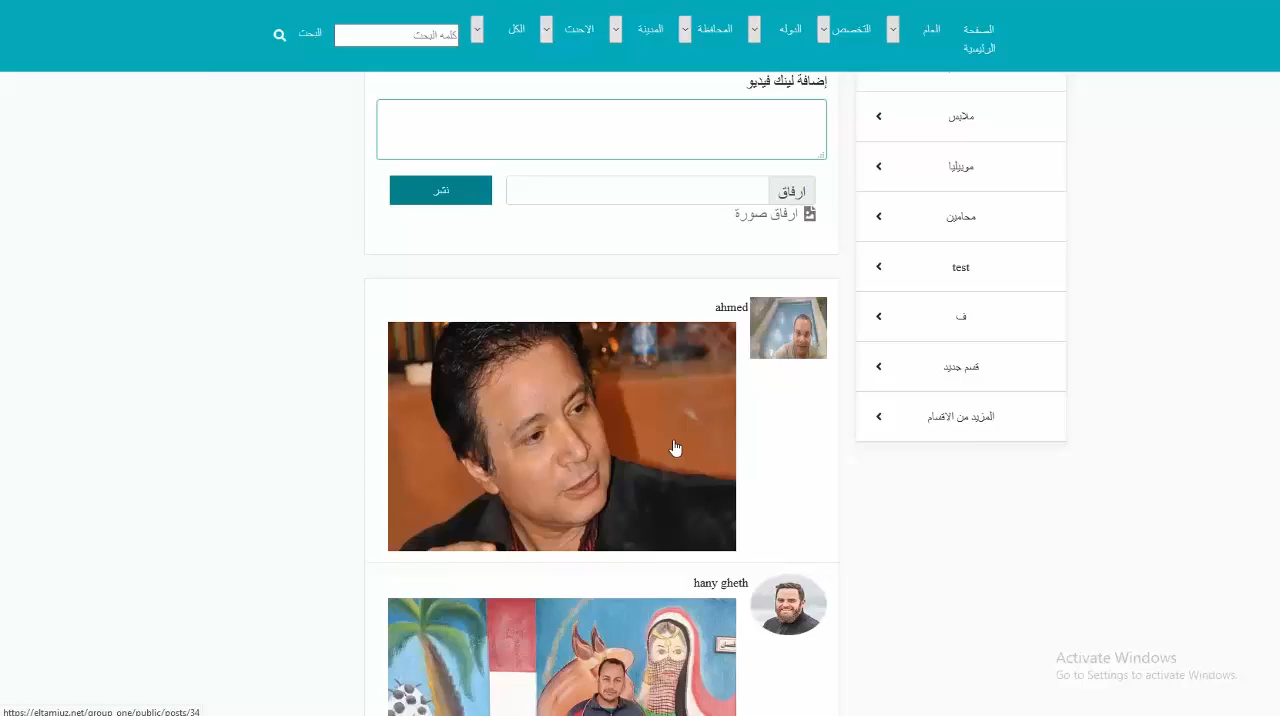 الصفحة
الرئيسية
العام
التخصص
الدوله
المحافظة
المدينة
الاحدث
الكل
كلمه البحث
البحث
إضافة لينك فيديو
ارفاق
نشر
ارفاق صورة
ملابس
موبيليا
محامين
test
ف
قسم جديد
المزيد من الاقسام
ahmed
hany gheth
Activate Windows
Go to Settings to activate Windows.
https://eltamiuz.net/group_one/public/posts/34